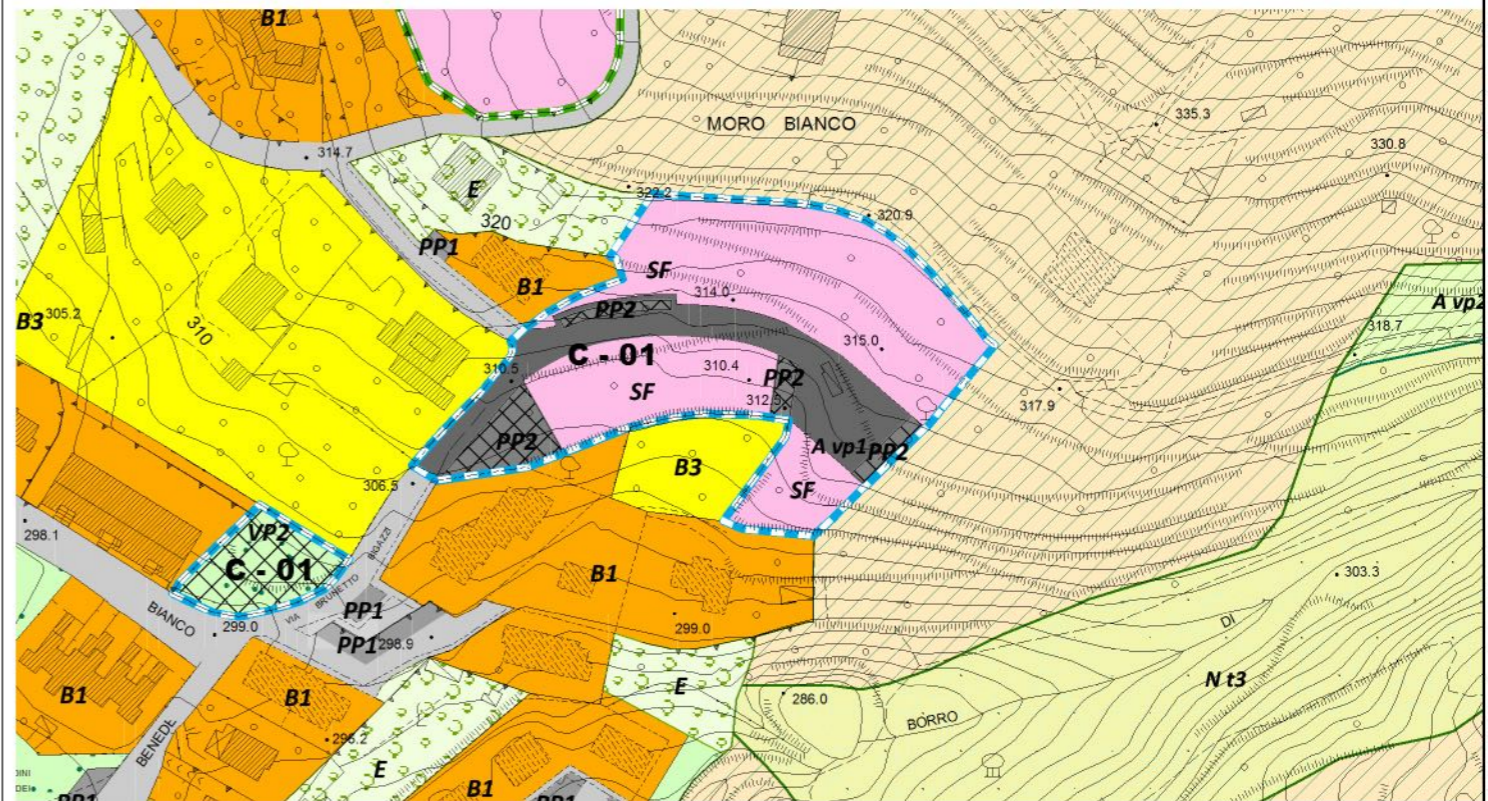 B1
MORO BIANCO
335.3
330.8
314.7
E
322.2
320.9
320
PP1
B1
SF
314.0
A vp2
318.7
B3
305.2
310
PP2
315.0
C - 01
310.5
310.4
PP2
SF
312.5
317.9
PP2
A vp1
PP2
B3
SF
306.5
298.1
VP2
C - 01
BIGAZZI
BRUNETTO
VIA
B1
303.3
PP1
BIANCO
299.0
299.0
PP1
298.9
DI
B1
B1
E
N t3
286.0
BORRO
BENEDE
296.2
E
B1
PP1
PP1